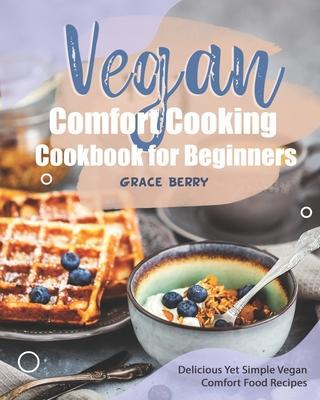 Vegan
Comfort Cooking
Cookbook for Beginners
GRACE BERRY
Delicious Yet Simple Vegan
Comfort Food Recipes